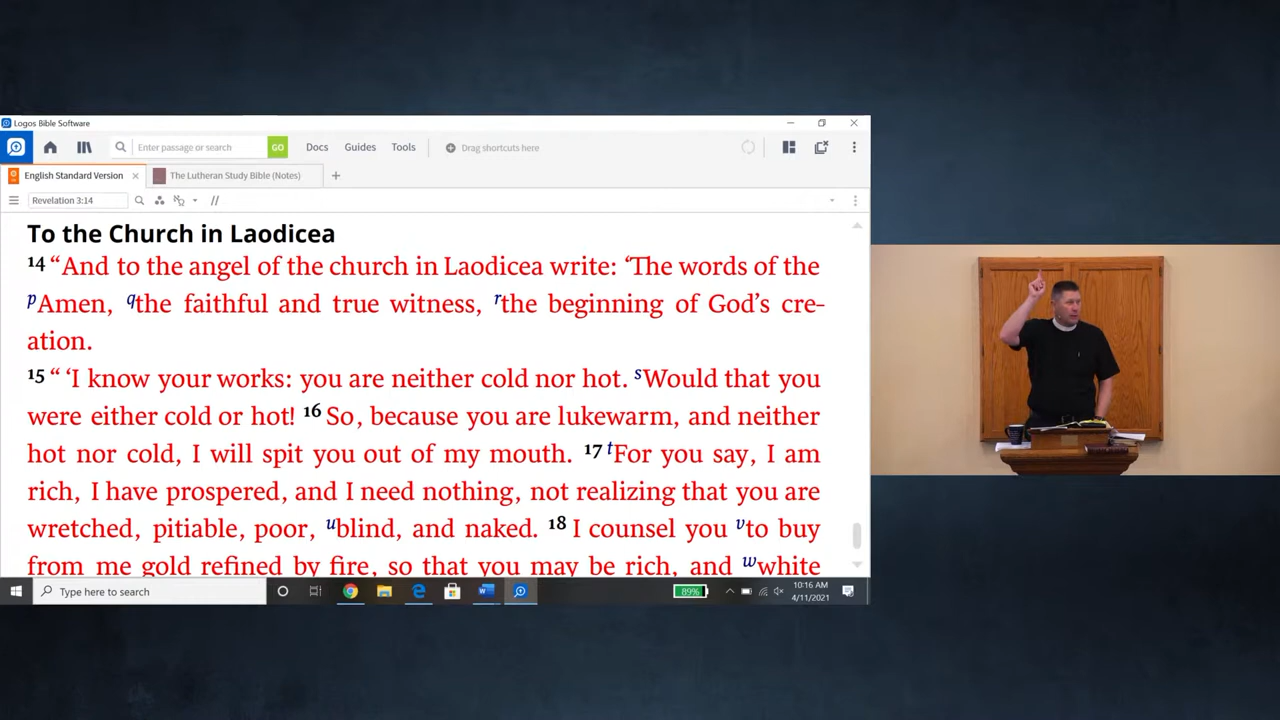 Logos Bible Software
Enter passage or search GO Docs Guides Tools Drag shortcuts here
English Standard Version The Lutheran Study Bible (Notes)
Revelation 3:14 //
To the Church in Laodicea
14 “And to the angel of the church in Laodicea write: ‘The words of the
pAmen, qthe faithful and true witness, rthe beginning of God’s cre-
ation.
15 “ ‘I know your works: you are neither cold nor hot. sWould that you
were either cold or hot! 16 So, because you are lukewarm, and neither
hot nor cold, I will spit you out of my mouth. 17 tFor you say, I am
rich, I have prospered, and I need nothing, not realizing that you are
wretched, pitiable, poor, ublind, and naked. 18 I counsel you vto buy
from me gold refined by fire, so that you may be rich, and wwhite
Type here to search
89%
10:16 AM
4/11/2021